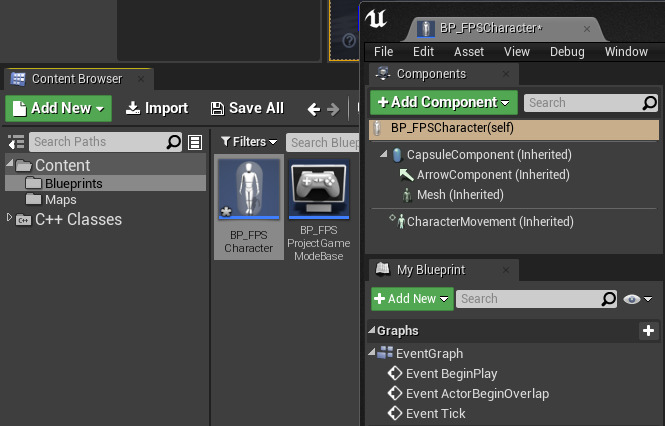 Content Browser
Add New
Import
Save All
Search Paths
Filters
Search Bluep
Content
Blueprints
Maps
C++ Classes
BP_FPS
Character
BP_FPS
ProjectGame
ModeBase
BP_FPSCharacter*
File
Edit
Asset
View
Debug
Window
Components
Add Component
Search
BP_FPSCharacter(self)
CapsuleComponent (Inherited)
ArrowComponent (Inherited)
Mesh (Inherited)
CharacterMovement (Inherited)
My Blueprint
Add New
Search
Graphs
EventGraph
Event BeginPlay
Event ActorBeginOverlap
Event Tick